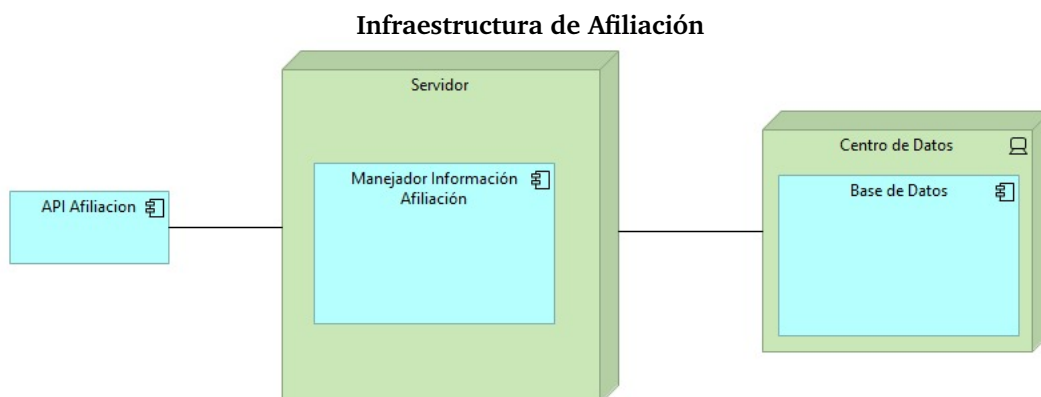 Infraestructura de Afiliación
Servidor
Manejador Información
Afiliación
API Afiliacion
Centro de Datos
Base de Datos